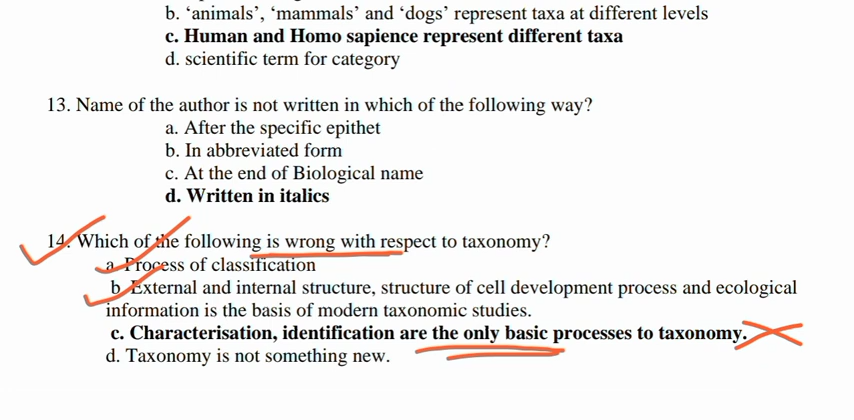 b. ‘animals’, ‘mammals’ and ‘dogs’ represent taxa at different levels
c. Human and Homo sapience represent different taxa
d. scientific term for category
13. Name of the author is not written in which of the following way?
a. After the specific epithet
b. In abbreviated form
c. At the end of Biological name
d. Written in italics
14. Which of the following is wrong with respect to taxonomy?
a. Process of classification
b. External and internal structure, structure of cell development process and ecological
information is the basis of modern taxonomic studies.
c. Characterisation, identification are the only basic processes to taxonomy.
d. Taxonomy is not something new.